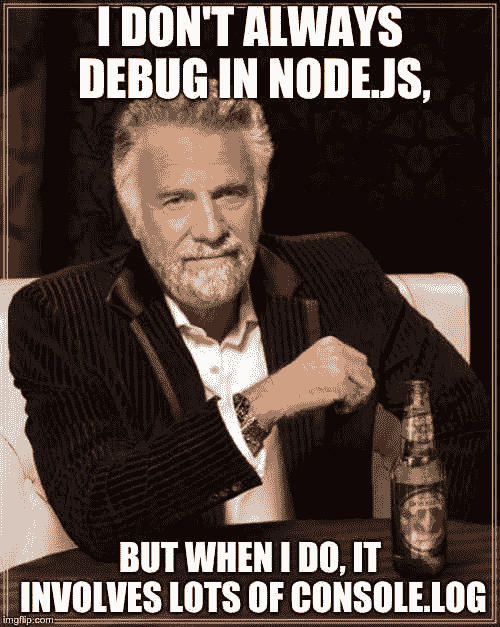 I DON'T ALWAYS
DEBUG IN NODE.JS,
BUT WHEN I DO, IT
INVOLVES LOTS OF CONSOLE.LOG
imgflip.com